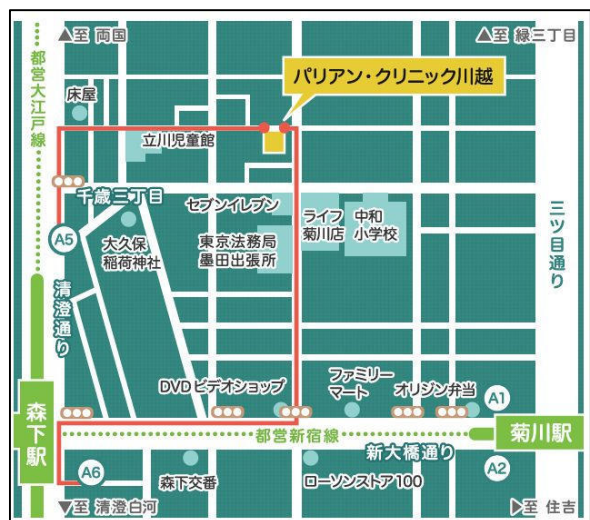 ▲至 両国
▲至 緑三丁目
都営大江戸線
床屋
パリアン・クリニック川越
立川児童館
千歳三丁目
セブンイレブン
ライフ
菊川店
中和
小学校
三ツ目通り
A5
大久保
稲荷神社
東京法務局
墨田出張所
清澄通り
DVDビデオショップ
ファミリー
マート
オリジン弁当
A1
森下駅
都営新宿線
新大橋通り
菊川駅
A6
森下交番
ローソンストア100
A2
▼至 清澄白河
▶至 住吉